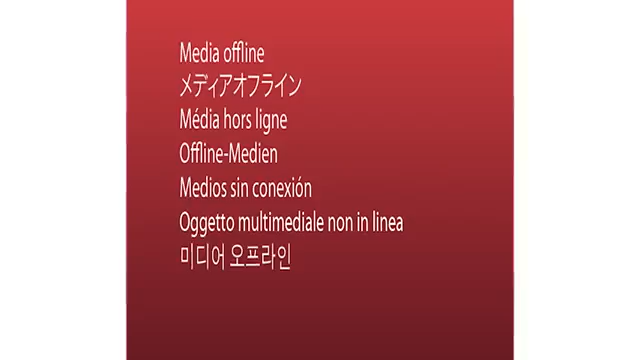 Media offline
メディアオフライン
Média hors ligne
Offline-Medien
Medios sin conexión
Oggetto multimediale non in linea
미디어 오프라인